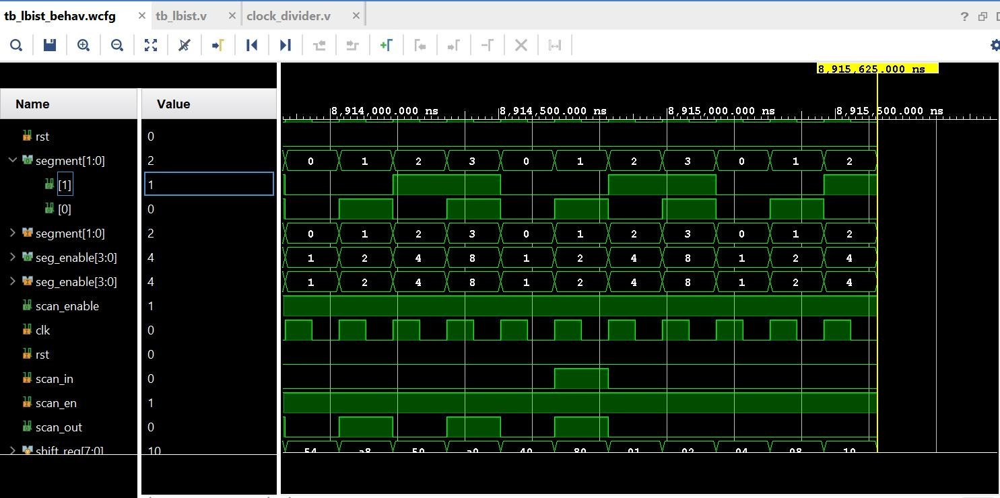 tb_lbist_behav.wcfg × tb_lbist.v × clock_divider.v × ?
8,915,625.000 ns
Name Value
8,914,000.000 ns 8,914,500.000 ns 8,915,000.000 ns 8,915,500.000 ns
rst 0
segment[1:0] 2 0 1 2 3 0 1 2 3 0 1 2
[1] 1
[0] 0
segment[1:0] 2 0 1 2 3 0 1 2 3 0 1 2
seg_enable[3:0] 4 1 2 4 8 1 2 4 8 1 2 4
seg_enable[3:0] 4 1 2 4 8 1 2 4 8 1 2 4
scan_enable 1
clk 0
rst 0
scan_in 0
scan_en 1
scan_out 0
shift_reg[7:0] 10 54 a8 50 a0 40 80 01 02 04 08 10